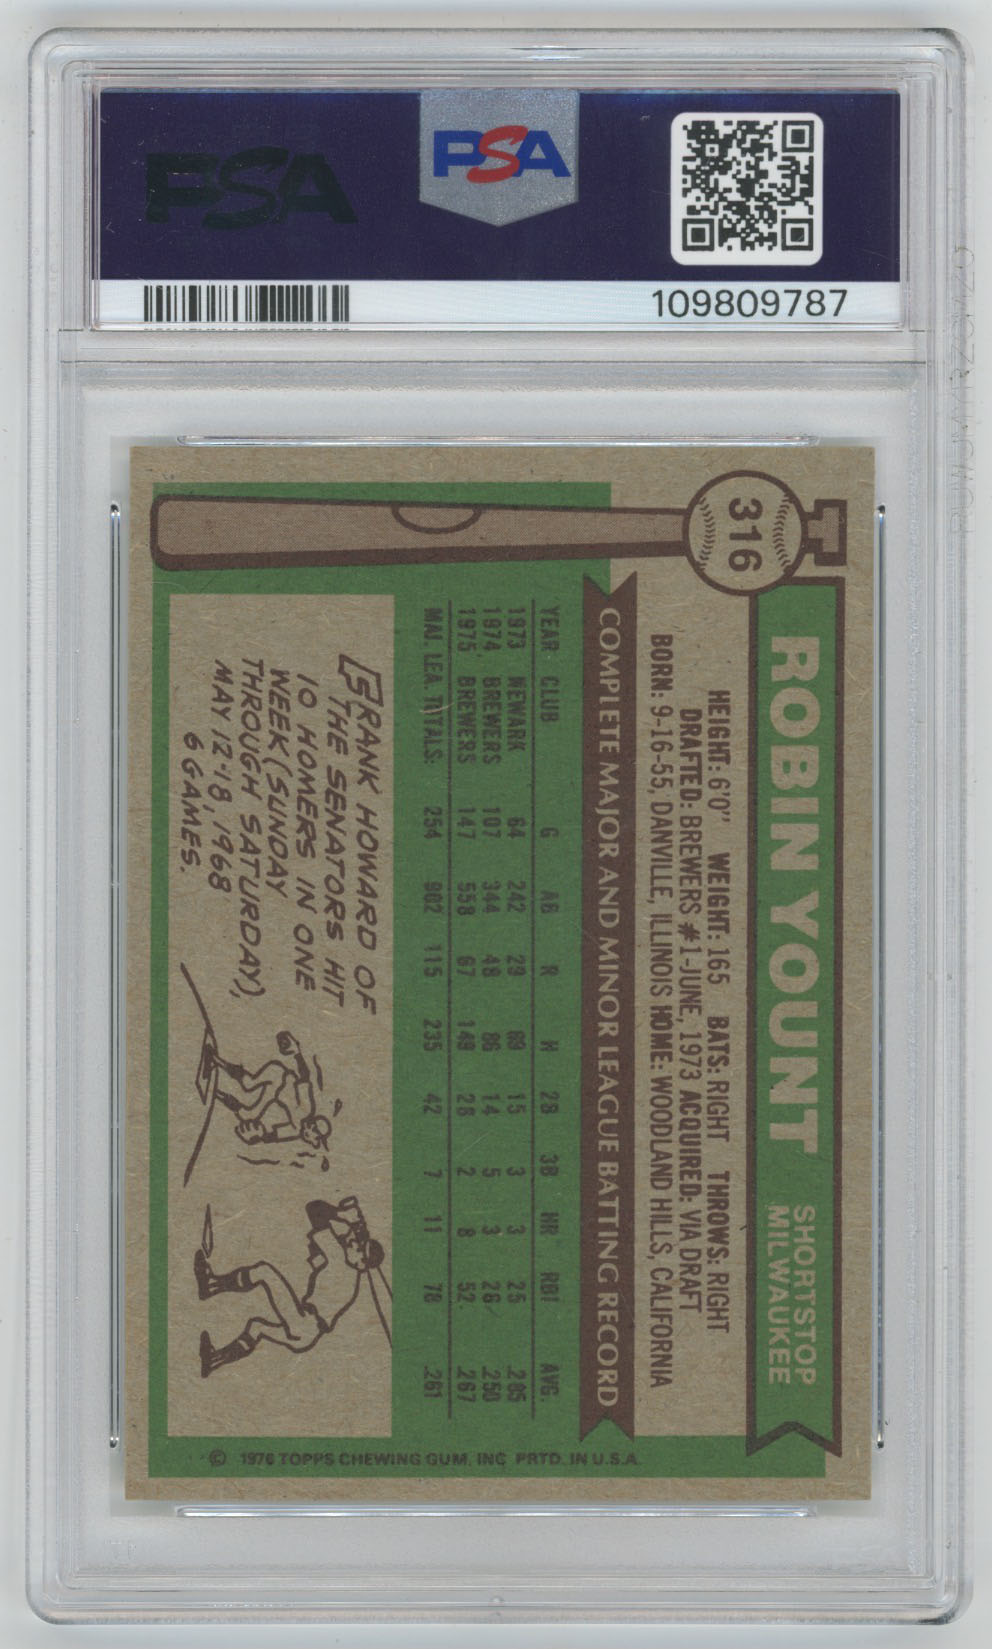 PSA
PSA
109809787
316
ROBIN YOUNT
SHORTSTOP
MILWAUKEE
HEIGHT: 6'0" WEIGHT: 165 BATS: RIGHT THROWS: RIGHT
DRAFTED: BREWERS #1-JUNE, 1973 ACQUIRED: VIA DRAFT
BORN: 9-16-55, DANVILLE, ILLINOIS HOME: WOODLAND HILLS, CALIFORNIA
COMPLETE MAJOR AND MINOR LEAGUE BATTING RECORD
YEAR CLUB G AB R H 2B 3B HR RBI AVG.
1973 NEWARK 64 242 29 69 15 3 3 25 .285
1974 BREWERS 107 344 48 86 14 5 3 26 .250
1975 BREWERS 147 558 67 149 28 2 8 52 .267
MAJ. LEA. TOTALS: 254 902 115 235 42 7 11 78 .261
FRANK HOWARD OF
THE SENATORS HIT
10 HOMERS IN ONE
WEEK (SUNDAY
THROUGH SATURDAY),
MAY 12-18, 1968
6 GAMES.
© 1976 TOPPS CHEWING GUM, INC. PRTD. IN U.S.A.